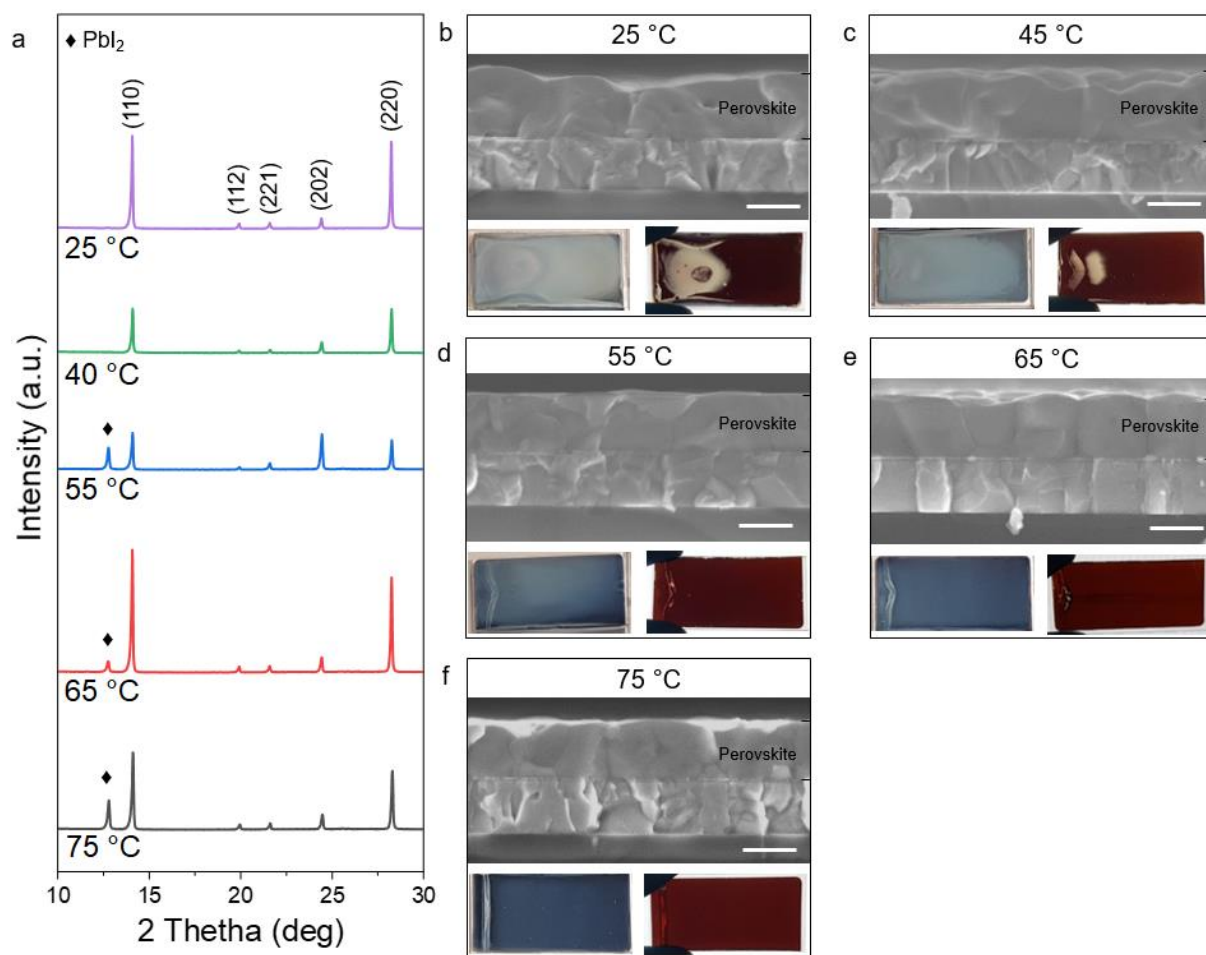 a
♦ PbI₂
(110)
(112)
(221)
(202)
(220)
25 °C
40 °C
55 °C
65 °C
75 °C
Intensity (a.u.)
10 15 20 25 30
2 Thetha (deg)
b
25 °C
Perovskite
c
45 °C
Perovskite
d
55 °C
Perovskite
e
65 °C
Perovskite
f
75 °C
Perovskite